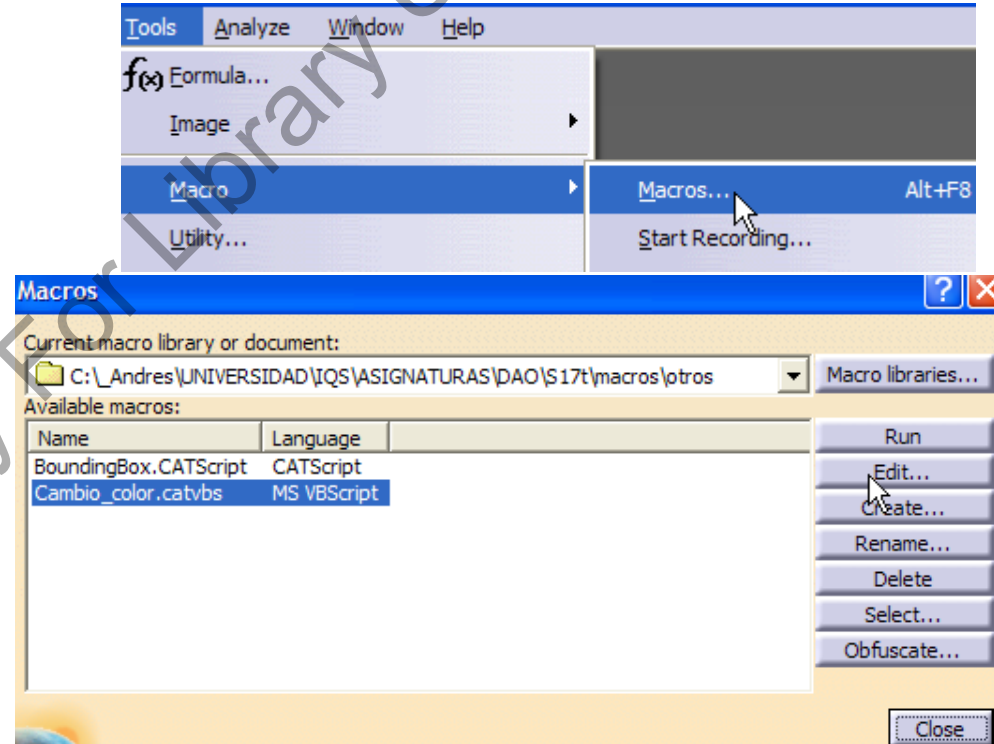 Tools Analyze Window Help
f(x) Formula...
Image
Macro Macros... Alt+F8
Utility... Start Recording...
Macros
Current macro library or document:
C:\_Andres\UNIVERSIDAD\IQS\ASIGNATURAS\DAO\S17t\macros\otros Macro libraries...
Available macros:
Name Language Run
BoundingBox.CATScript CATScript Edit...
Cambio_color.catvbs MS VBScript Create...
Rename...
Delete
Select...
Obfuscate...
Close
For Library